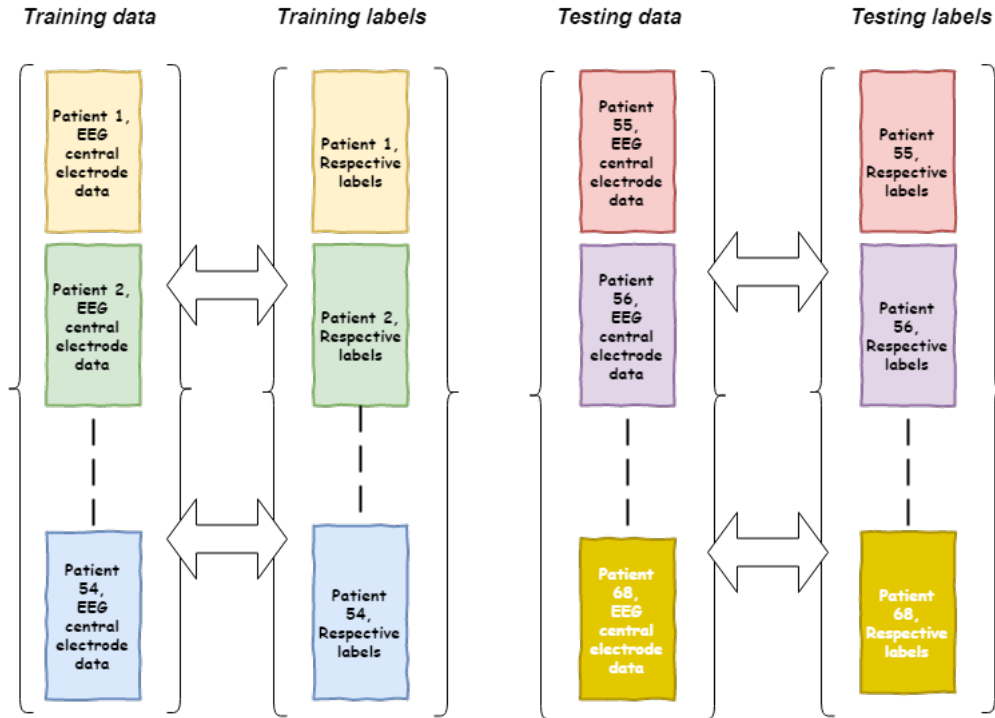 Training data
Training labels
Testing data
Testing labels
Patient 1,
EEG
central
electrode
data
Patient 1,
Respective
labels
Patient
55,
EEG
central
electrode
data
Patient
55,
Respective
labels
Patient 2,
EEG
central
electrode
data
Patient 2,
Respective
labels
Patient
56,
EEG
central
electrode
data
Patient
56,
Respective
labels
Patient
54,
EEG
central
electrode
data
Patient
54,
Respective
labels
Patient
68,
EEG
central
electrode
data
Patient
68,
Respective
labels